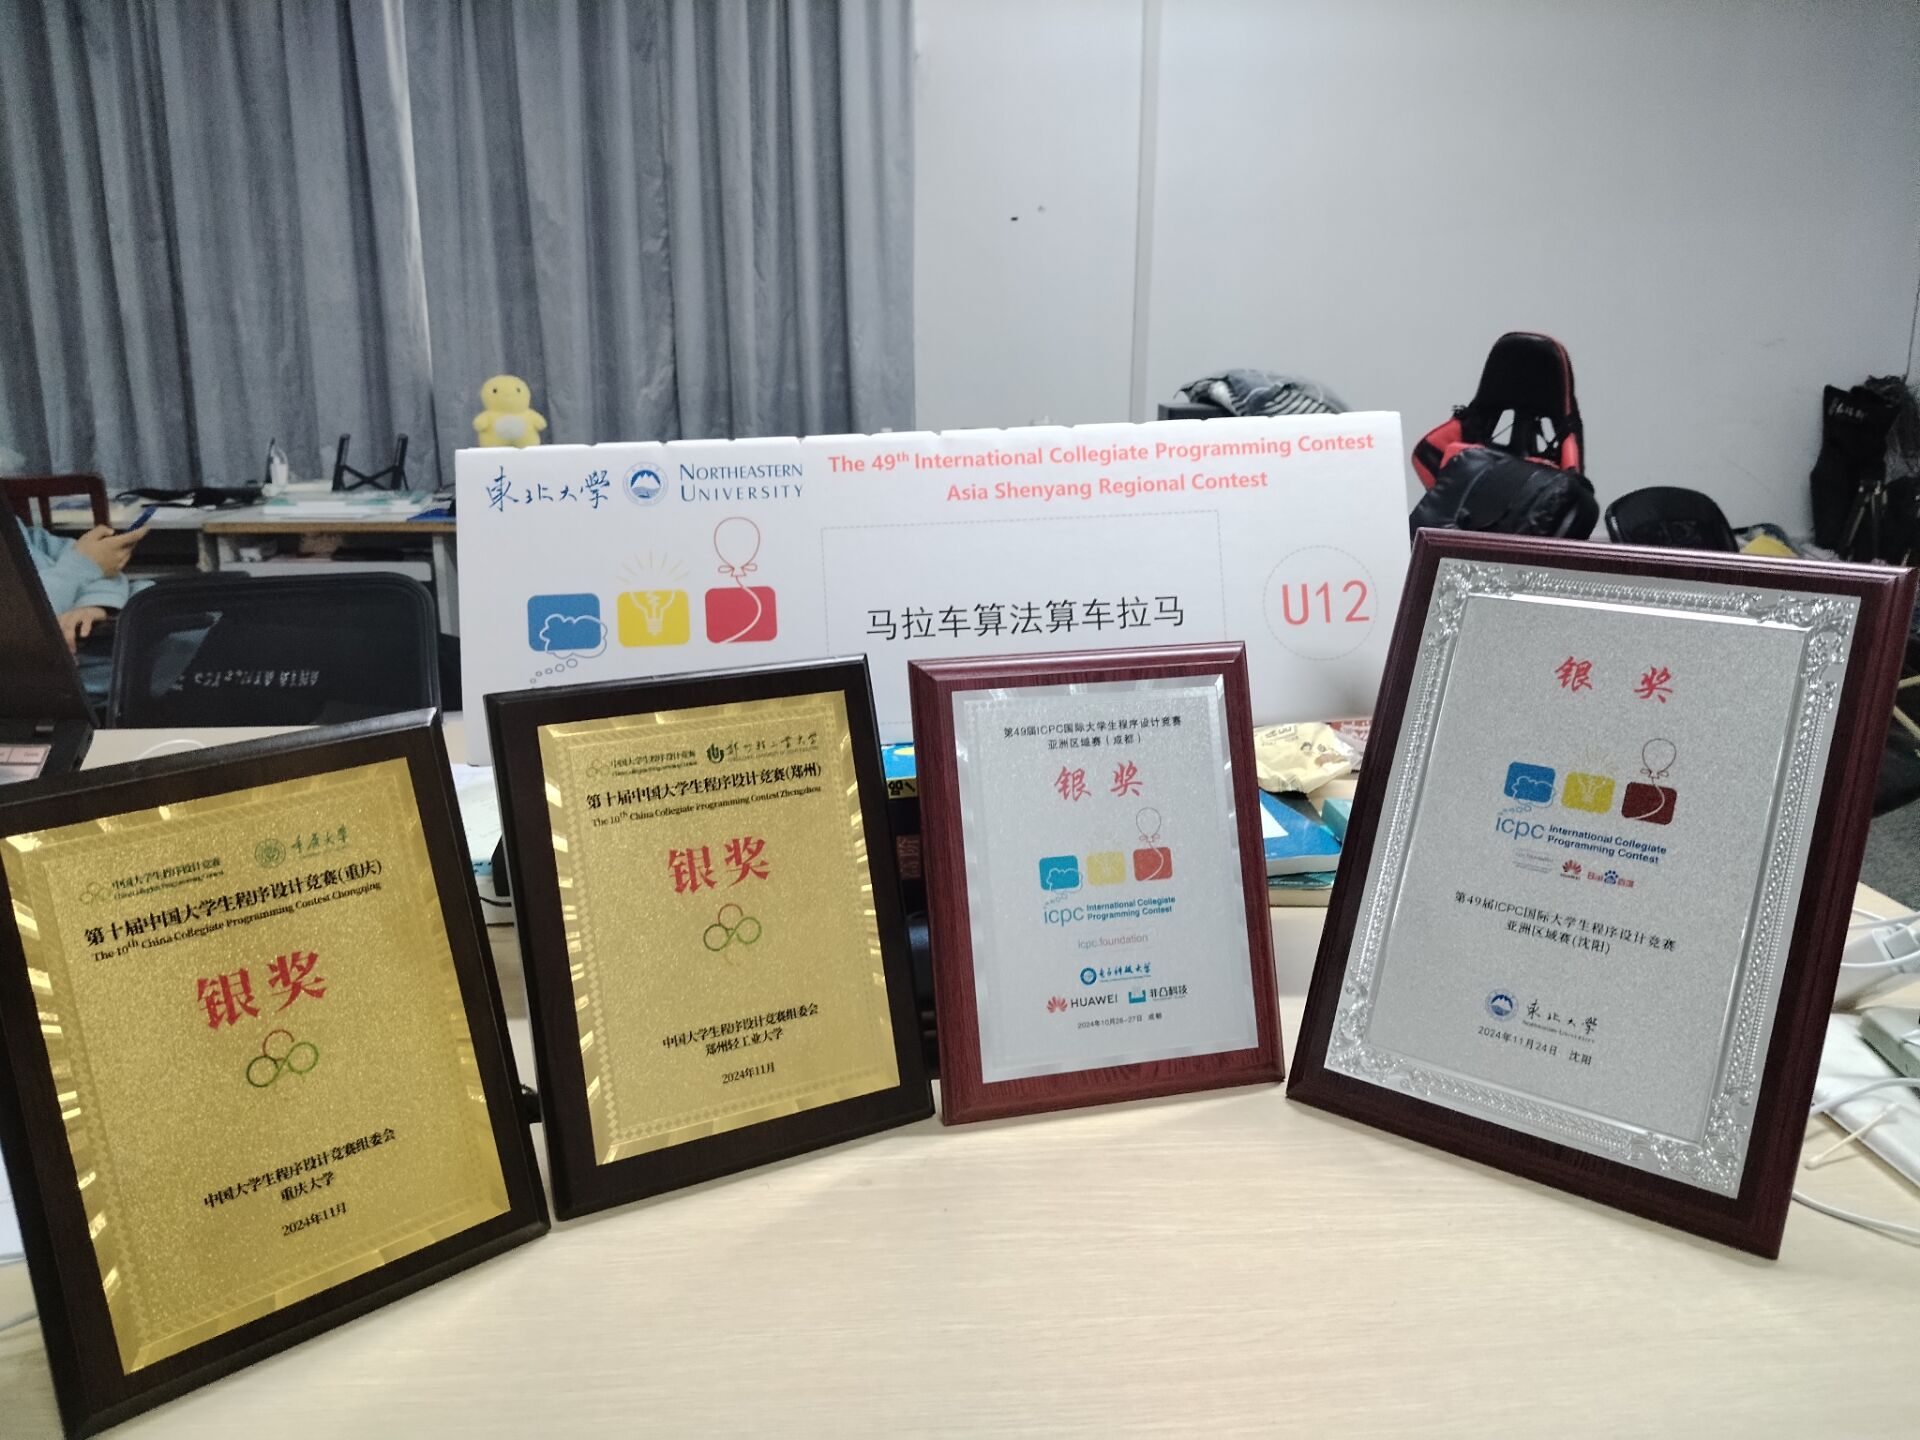 東北大學
NORTHEASTERN
UNIVERSITY
The 49th International Collegiate Programming Contest
Asia Shenyang Regional Contest
马拉车算法算车拉马
U12
中国大学生程序设计竞赛
China Collegiate Programming Contest
重庆大学
第十届中国大学生程序设计竞赛(重庆)
The 10th China Collegiate Programming Contest Chongqing
银奖
中国大学生程序设计竞赛组委会
重庆大学
2024年11月
中国大学生程序设计竞赛
China Collegiate Programming Contest
郑州轻工业大学
第十届中国大学生程序设计竞赛(郑州)
The 10th China Collegiate Programming Contest Zhengzhou
银奖
中国大学生程序设计竞赛组委会
郑州轻工业大学
2024年11月
第49届ICPC国际大学生程序设计竞赛
亚洲区域赛(成都)
银奖
icpc International Collegiate
Programming Contest
icpc.foundation
电子科技大学
HUAWEI 非凸科技
2024年10月26-27日 成都
银 奖
icpc International Collegiate
Programming Contest
icpc.foundation
HUAWEI
Bai 百度
第49届ICPC国际大学生程序设计竞赛
亚洲区域赛(沈阳)
東北大學
NORTHEASTERN UNIVERSITY
2024年11月24日 沈阳